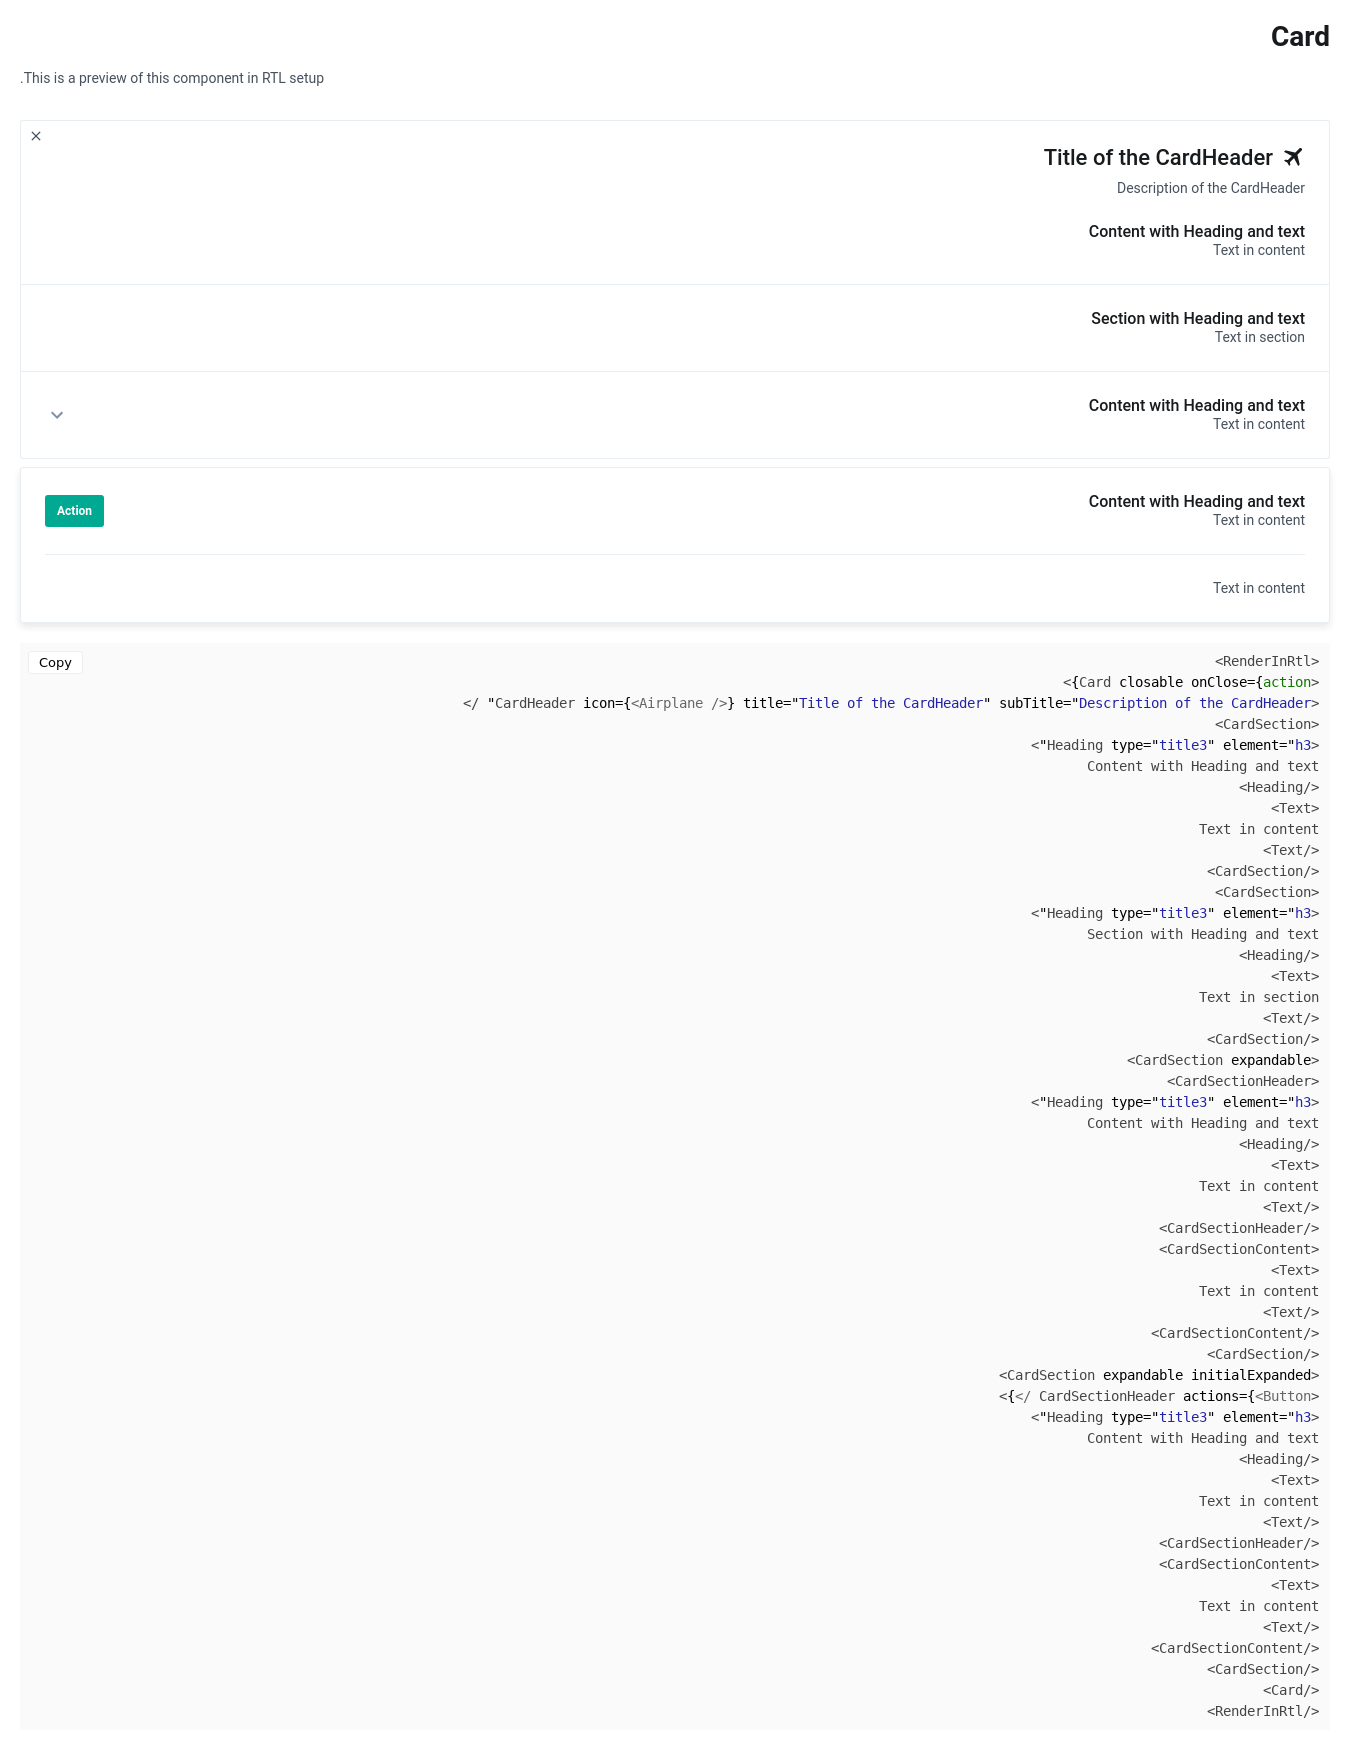 Card
.This is a preview of this component in RTL setup
Title of the CardHeader
Description of the CardHeader
Content with Heading and text
Text in content
Section with Heading and text
Text in section
Content with Heading and text
Text in content
Action
Content with Heading and text
Text in content
Text in content
Copy
<RenderInRtl>
<{Card closable onClose={action>
</ "CardHeader icon={<Airplane />} title="Title of the CardHeader" subTitle="Description of the CardHeader>
<CardSection>
<"Heading type="title3" element="h3>
Content with Heading and text
<Heading/>
<Text>
Text in content
<Text/>
<CardSection/>
<CardSection>
<"Heading type="title3" element="h3>
Section with Heading and text
<Heading/>
<Text>
Text in section
<Text/>
<CardSection/>
<CardSection expandable>
<CardSectionHeader>
<"Heading type="title3" element="h3>
Content with Heading and text
<Heading/>
<Text>
Text in content
<Text/>
<CardSectionHeader/>
<CardSectionContent>
<Text>
Text in content
<Text/>
<CardSectionContent/>
<CardSection/>
<CardSection expandable initialExpanded>
<{</ CardSectionHeader actions={<Button>
<"Heading type="title3" element="h3>
Content with Heading and text
<Heading/>
<Text>
Text in content
<Text/>
<CardSectionHeader/>
<CardSectionContent>
<Text>
Text in content
<Text/>
<CardSectionContent/>
<CardSection/>
<Card/>
<RenderInRtl/>